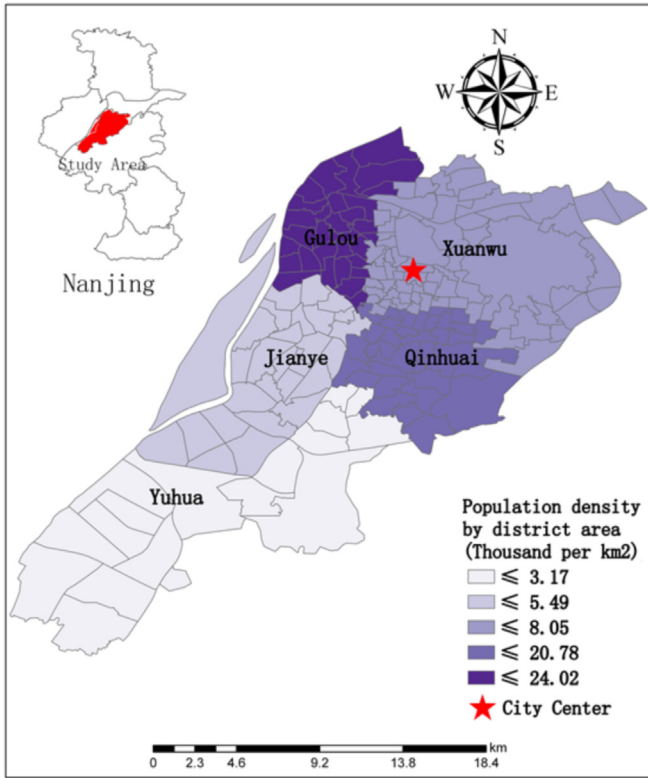 N
W E
S
Study Area
Nanjing
Gulou
Xuanwu
Jianye
Qinhuai
Yuhua
Population density
by district area
(Thousand per km2)
≤ 3.17
≤ 5.49
≤ 8.05
≤ 20.78
≤ 24.02
City Center
km
0 2.3 4.6 9.2 13.8 18.4